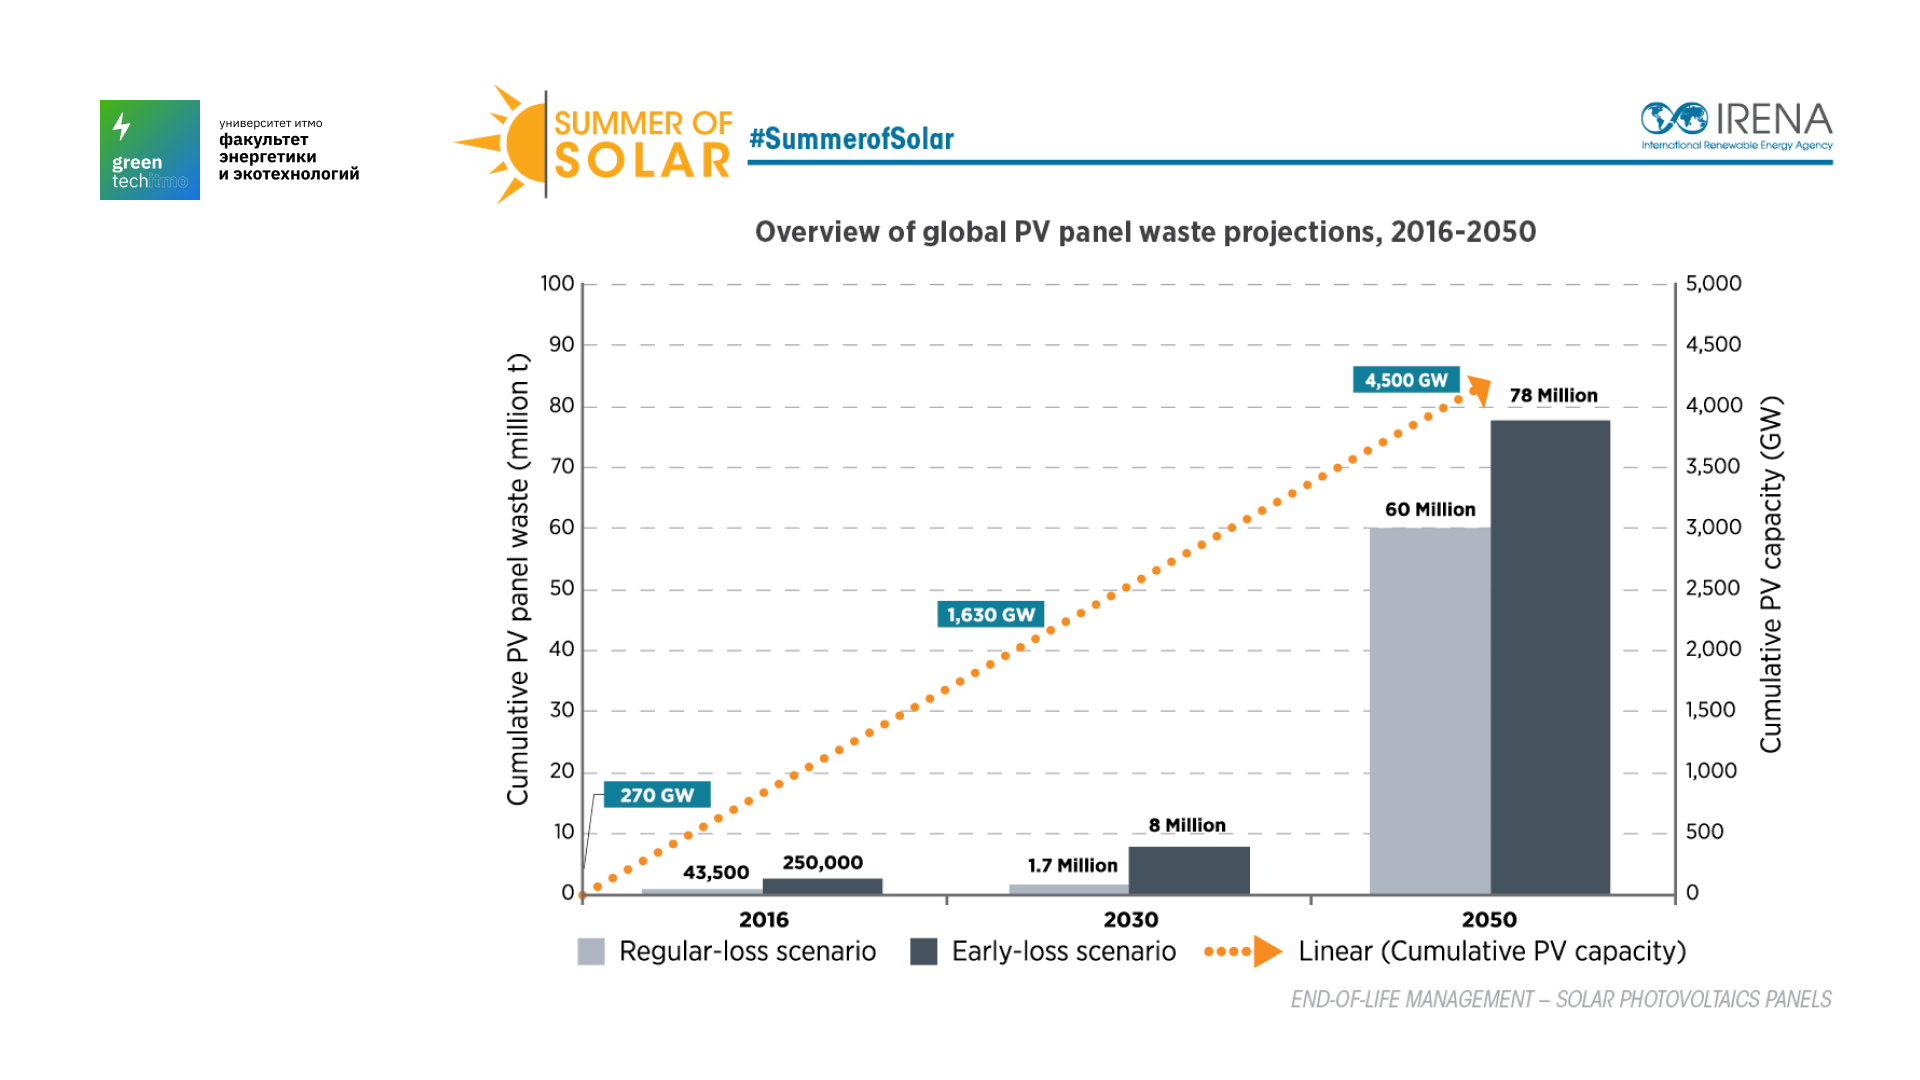 green
techitmo
университет итмо
факультет
энергетики
и экотехнологий
SUMMER OF
SOLAR
#SummerofSolar
IRENA
International Renewable Energy Agency
Overview of global PV panel waste projections, 2016-2050
Cumulative PV panel waste (million t)
100
90
80
70
60
50
40
30
20
10
0
5,000
4,500
4,000
3,500
3,000
2,500
2,000
1,500
1,000
500
0
Cumulative PV capacity (GW)
270 GW
1,630 GW
4,500 GW
43,500
250,000
1.7 Million
8 Million
60 Million
78 Million
2016
2030
2050
Regular-loss scenario
Early-loss scenario
Linear (Cumulative PV capacity)
END-OF-LIFE MANAGEMENT – SOLAR PHOTOVOLTAICS PANELS